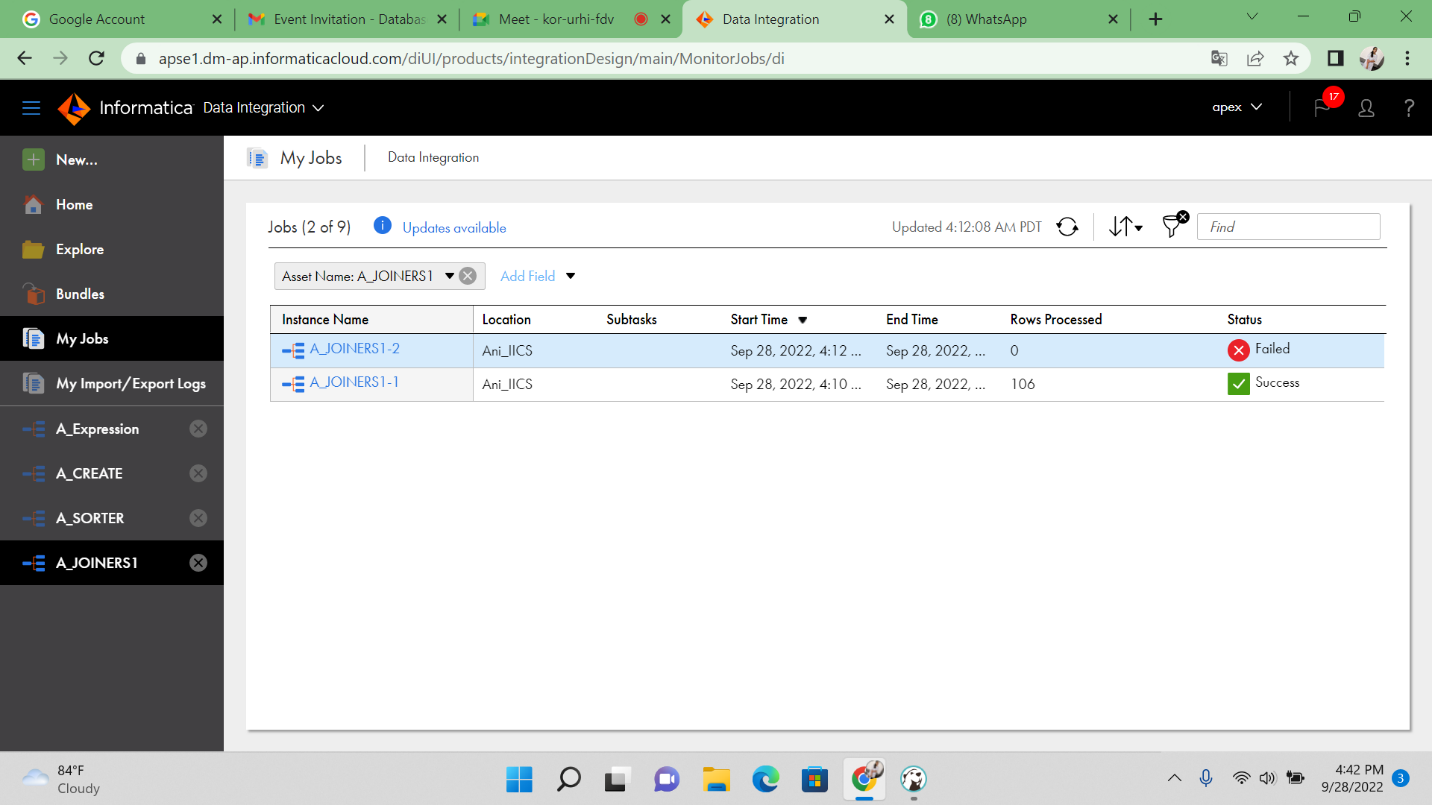 Google Account
Event Invitation - Databas
Meet - kor-urhi-fdv
Data Integration
(8) WhatsApp
apse1.dm-ap.informaticacloud.com/diUI/products/integrationDesign/main/MonitorJobs/di
Informatica Data Integration
apex
17
?
New...
Home
Explore
Bundles
My Jobs
My Import/Export Logs
A_Expression
A_CREATE
A_SORTER
A_JOINERS1
My Jobs
Data Integration
Jobs (2 of 9)
Updates available
Updated 4:12:08 AM PDT
Find
Asset Name: A_JOINERS1
Add Field
Instance Name Location Subtasks Start Time End Time Rows Processed Status
A_JOINERS1-2 Ani_IICS Sep 28, 2022, 4:12 ... Sep 28, 2022, ... 0 Failed
A_JOINERS1-1 Ani_IICS Sep 28, 2022, 4:10 ... Sep 28, 2022, ... 106 Success
84°F
Cloudy
4:42 PM
9/28/2022
3